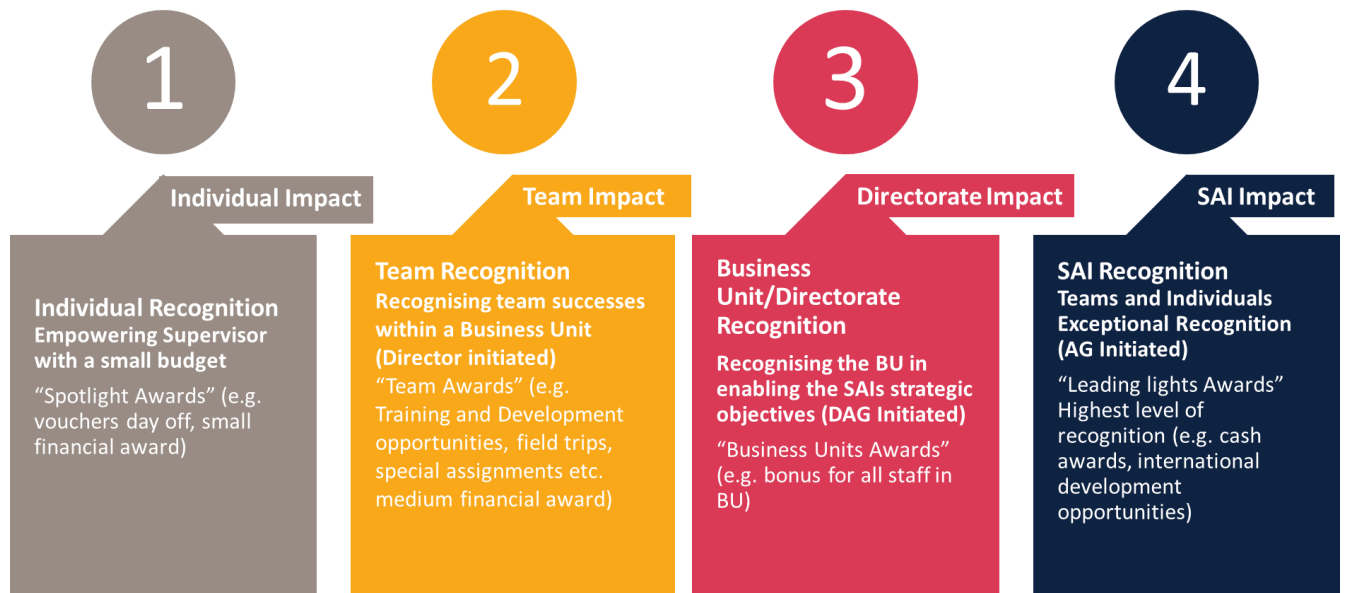 1
Individual Impact
Individual Recognition
Empowering Supervisor
with a small budget
“Spotlight Awards” (e.g.
vouchers day off, small
financial award)
2
Team Impact
Team Recognition
Recognising team successes
within a Business Unit
(Director initiated)
“Team Awards” (e.g.
Training and Development
opportunities, field trips,
special assignments etc.
medium financial award)
3
Directorate Impact
Business
Unit/Directorate
Recognition
Recognising the BU in
enabling the SAIs strategic
objectives (DAG Initiated)
“Business Units Awards”
(e.g. bonus for all staff in
BU)
4
SAI Impact
SAI Recognition
Teams and Individuals
Exceptional Recognition
(AG Initiated)
“Leading lights Awards”
Highest level of
recognition (e.g. cash
awards, international
development
opportunities)